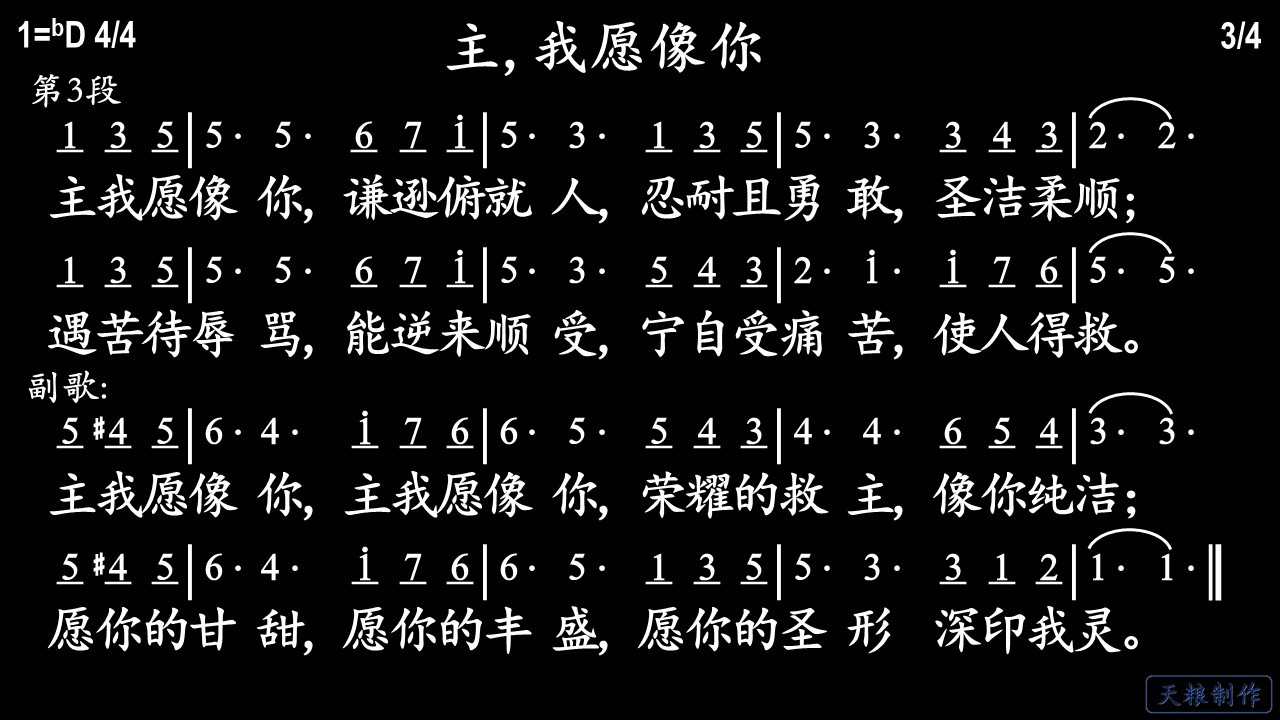 1=ᵇD 4/4 主,我愿像你 3/4
第3段
1 3 5 | 5· 5· 6 7 i | 5· 3· 1 3 5 | 5· 3· 3 4 3 | 2· 2·
主我愿像 你, 谦逊俯就 人, 忍耐且勇 敢, 圣洁柔顺;
1 3 5 | 5· 5· 6 7 i | 5· 3· 5 4 3 | 2· i· i 7 6 | 5· 5·
遇苦待辱 骂, 能逆来顺 受, 宁自受痛 苦, 使人得救。
副歌:
5 #4 5 | 6· 4· i 7 6 | 6· 5· 5 4 3 | 4· 4· 6 5 4 | 3· 3·
主我愿像 你, 主我愿像 你, 荣耀的救 主, 像你纯洁;
5 #4 5 | 6· 4· i 7 6 | 6· 5· 1 3 5 | 5· 3· 3 1 2 | 1· 1· ‖
愿你的甘 甜, 愿你的丰 盛, 愿你的圣 形 深印我灵。
天粮制作